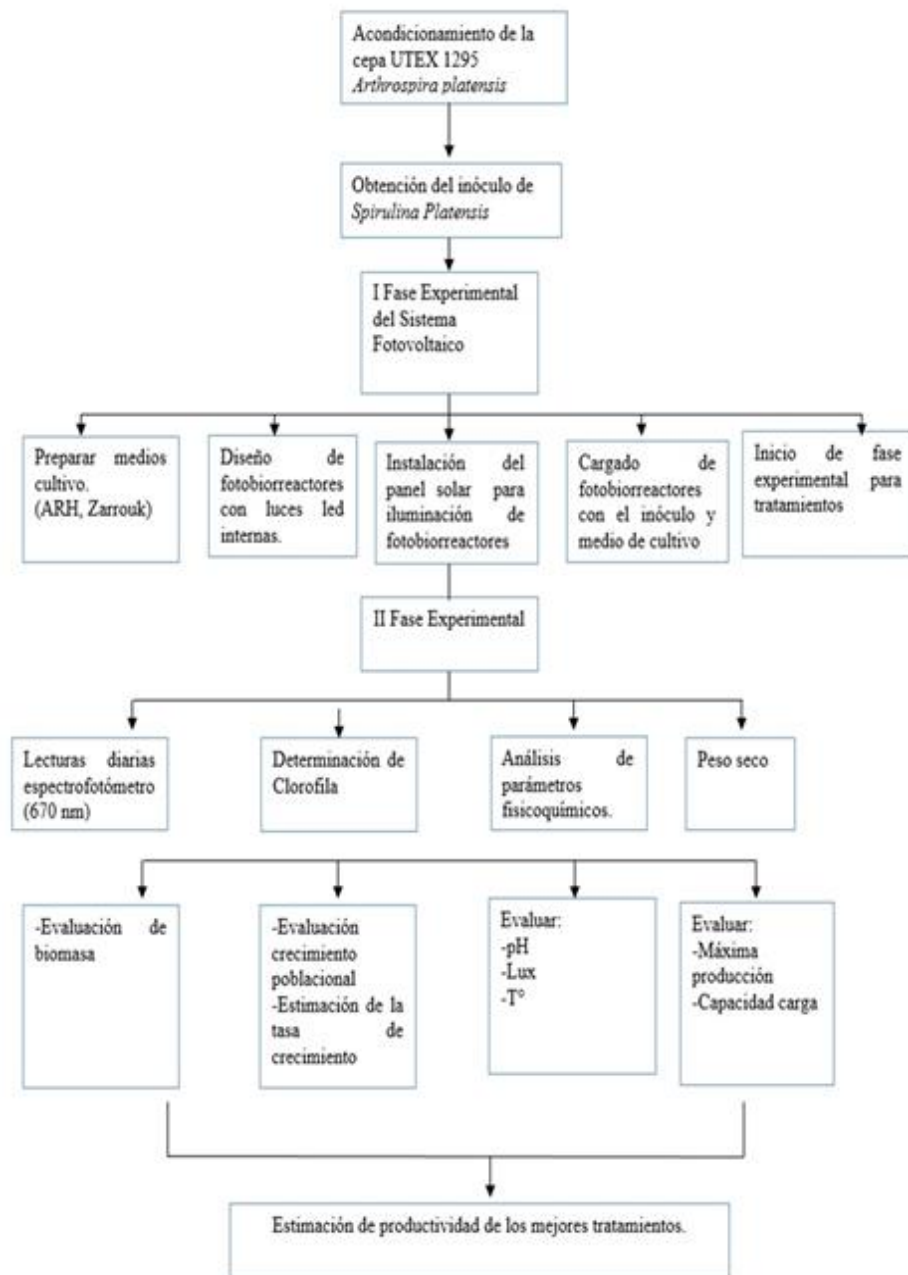 Acondicionamiento de la
cepa UTEX 1295
Arthrospira platensis
Obtención del inóculo de
Spirulina Platensis
I Fase Experimental
del Sistema
Fotovoltaico
Preparar medios
cultivo.
(ARH, Zarrouk)
Diseño de
fotobiorreactores
con luces led
internas.
Instalación del
panel solar para
iluminación de
fotobiorreactores
Cargado de
fotobiorreactores
con el inóculo y
medio de cultivo
Inicio de fase
experimental para
tratamientos
II Fase Experimental
Lecturas diarias
espectrofotómetro
(670 nm)
Determinación de
Clorofila
Análisis de
parámetros
fisicoquímicos.
Peso seco
-Evaluación de
biomasa
-Evaluación
crecimiento
poblacional
-Estimación de la
tasa de
crecimiento
Evaluar:
-pH
-Lux
-T°
Evaluar:
-Máxima
producción
-Capacidad carga
Estimación de productividad de los mejores tratamientos.